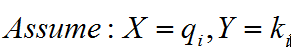 Assume: X = q_i, Y = k_i